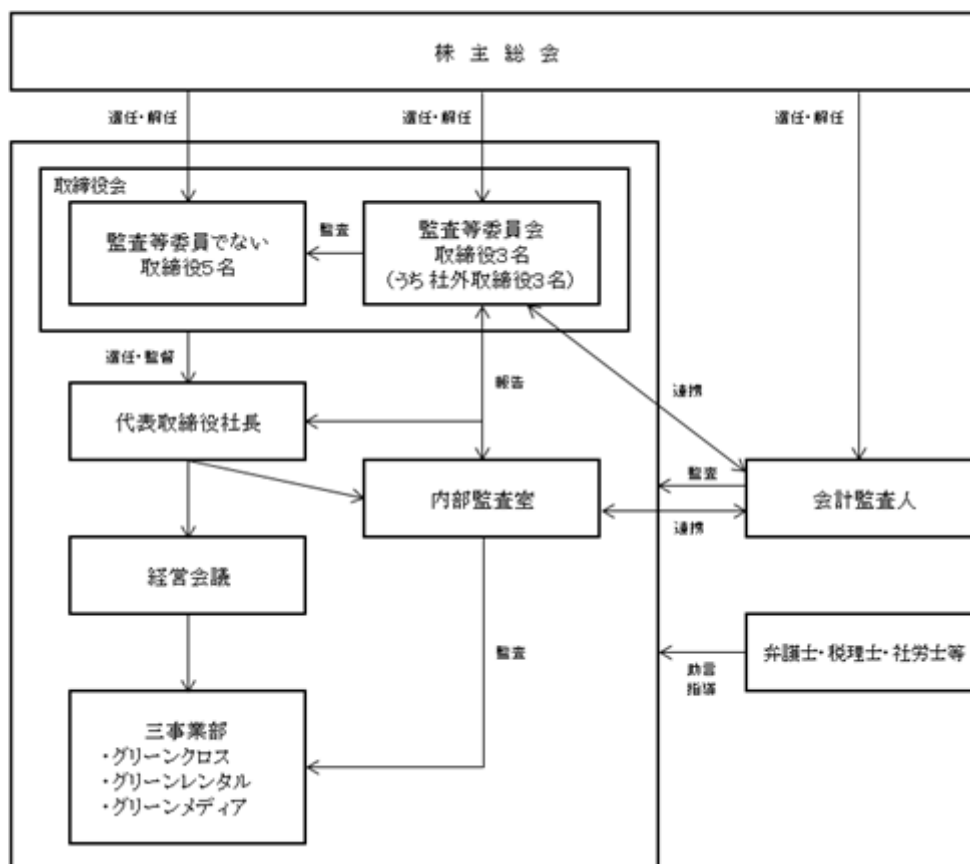 株主総会
選任・解任
選任・解任
選任・解任
取締役会
監査等委員でない
取締役5名
監査
監査等委員会
取締役3名
(うち社外取締役3名)
選任・監督
報告
連携
代表取締役社長
内部監査室
監査
連携
会計監査人
経営会議
監査
助言
指導
弁護士・税理士・社労士等
三事業部
・グリーンクロス
・グリーンレンタル
・グリーンメディア